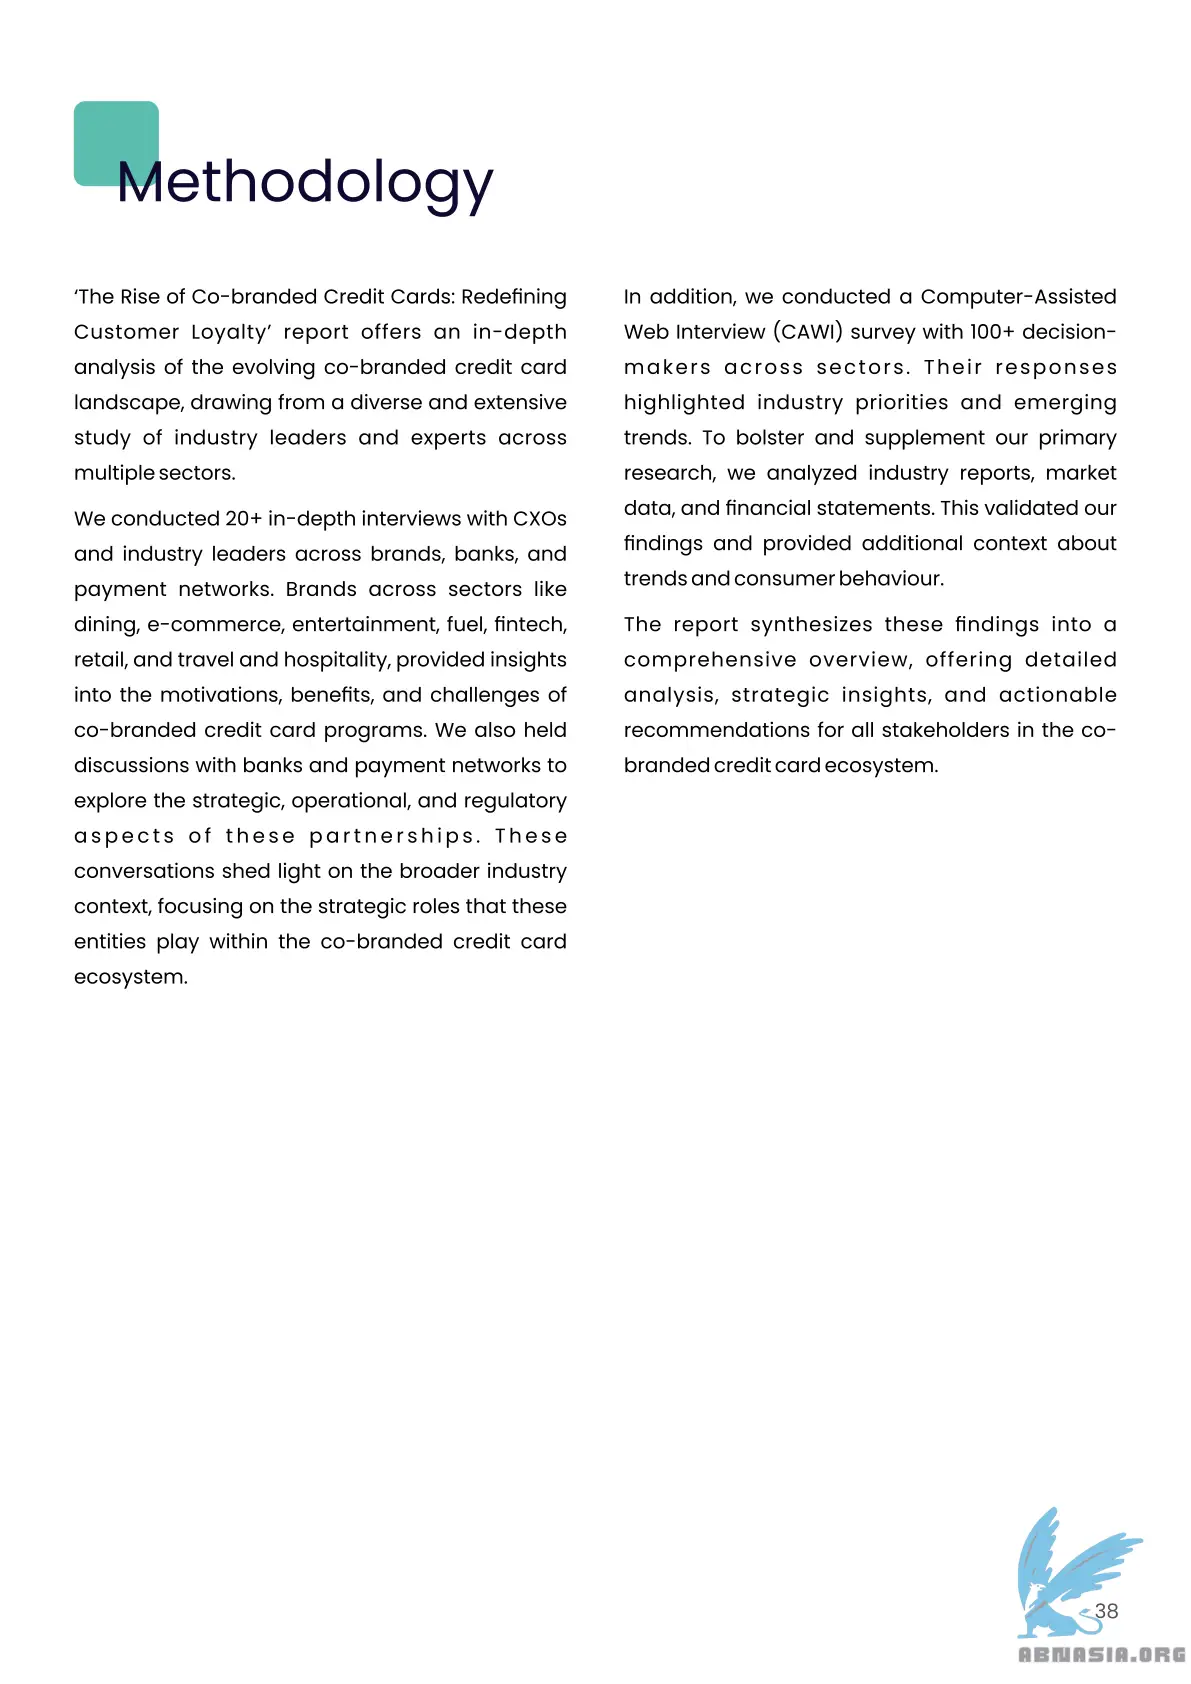 Methodology
‘The Rise of Co-branded Credit Cards: Redefining
Customer Loyalty’ report offers an in-depth
analysis of the evolving co-branded credit card
landscape, drawing from a diverse and extensive
study of industry leaders and experts across
multiple sectors.
We conducted 20+ in-depth interviews with CXOs
and industry leaders across brands, banks, and
payment networks. Brands across sectors like
dining, e-commerce, entertainment, fuel, fintech,
retail, and travel and hospitality, provided insights
into the motivations, benefits, and challenges of
co-branded credit card programs. We also held
discussions with banks and payment networks to
explore the strategic, operational, and regulatory
aspects of these partnerships. These
conversations shed light on the broader industry
context, focusing on the strategic roles that these
entities play within the co-branded credit card
ecosystem.
In addition, we conducted a Computer-Assisted
Web Interview (CAWI) survey with 100+ decision-
makers across sectors. Their responses
highlighted industry priorities and emerging
trends. To bolster and supplement our primary
research, we analyzed industry reports, market
data, and financial statements. This validated our
findings and provided additional context about
trends and consumer behaviour.
The report synthesizes these findings into a
comprehensive overview, offering detailed
analysis, strategic insights, and actionable
recommendations for all stakeholders in the co-
branded credit card ecosystem.
38
ABNASIA.ORG